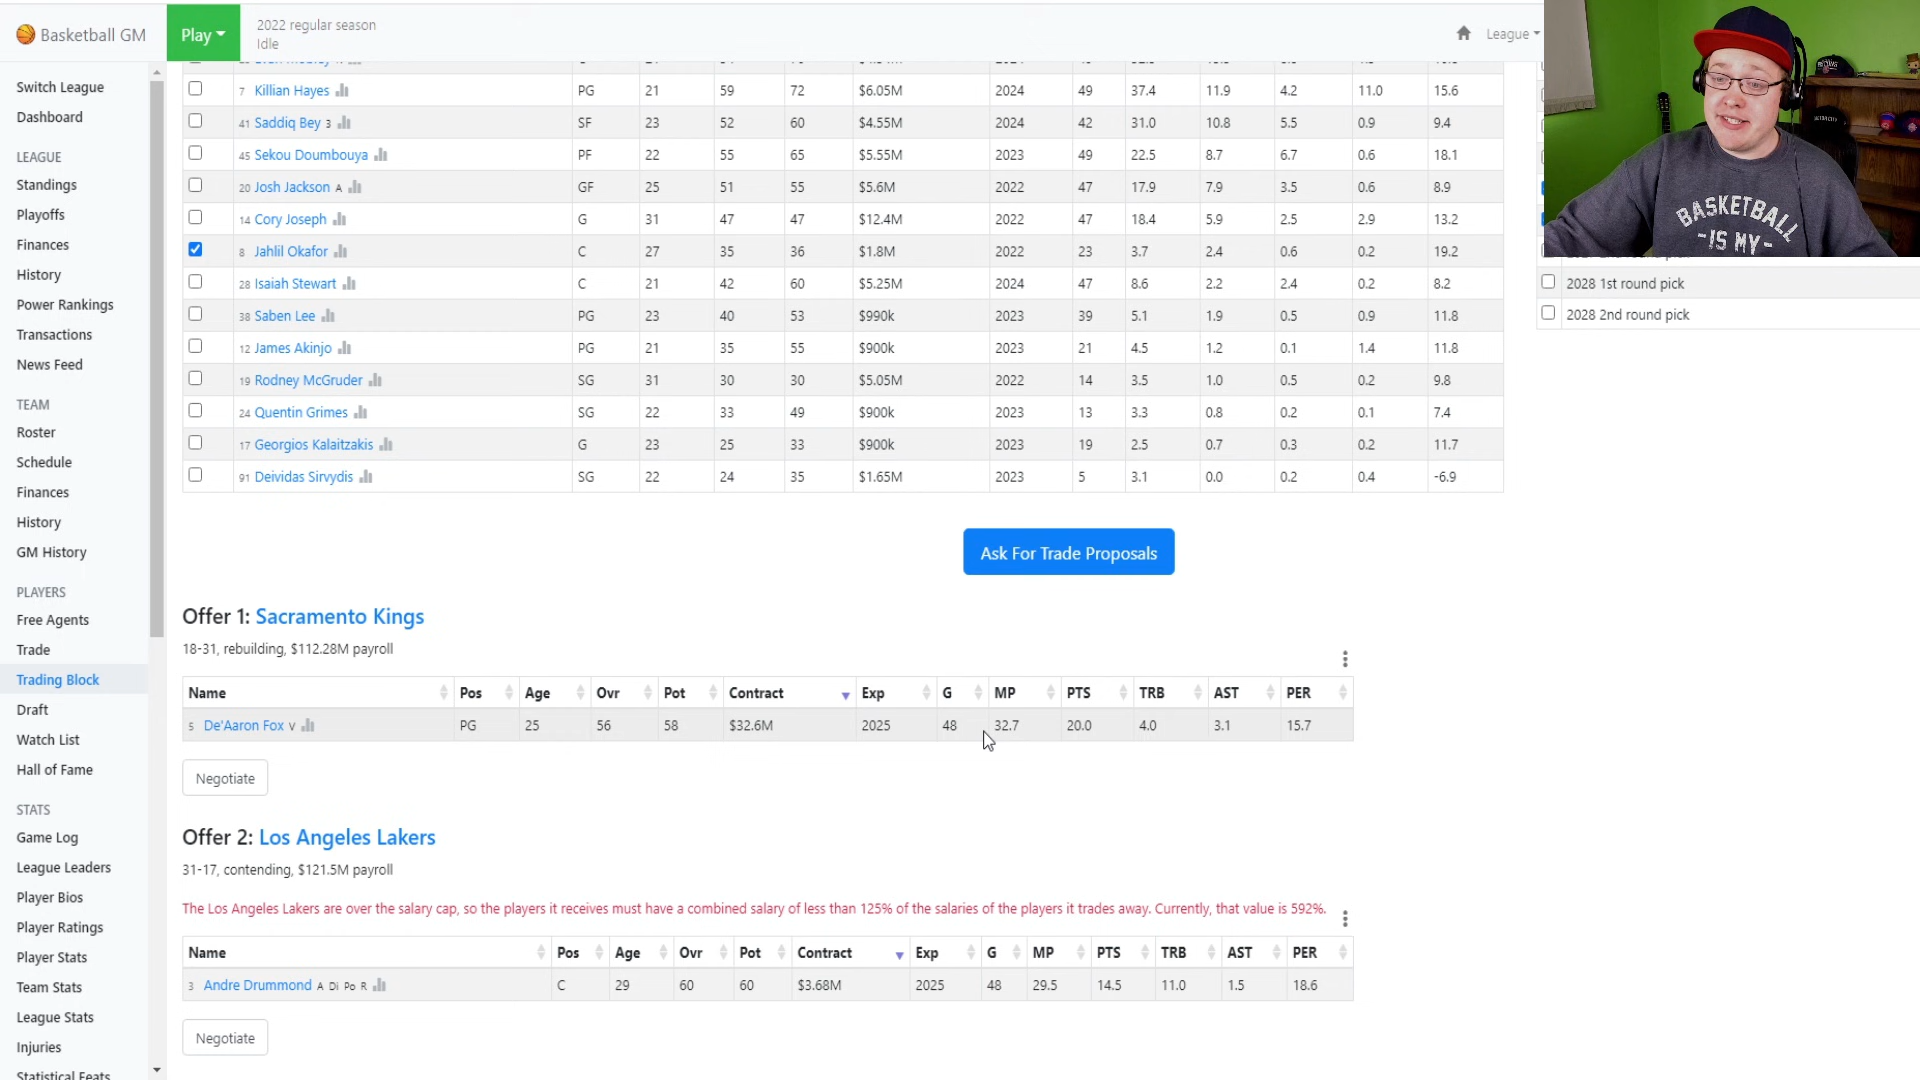 Basketball GM
Play
2022 regular season
Idle
League
Switch League
Dashboard
LEAGUE
Standings
Playoffs
Finances
History
Power Rankings
Transactions
News Feed
TEAM
Roster
Schedule
Finances
History
GM History
PLAYERS
Free Agents
Trade
Trading Block
Draft
Watch List
Hall of Fame
STATS
Game Log
League Leaders
Player Bios
Player Ratings
Player Stats
Team Stats
League Stats
Injuries
Statistical Feats
7 Killian Hayes PG 21 59 72 $6.05M 2024 49 37.4 11.9 4.2 11.0 15.6
41 Saddiq Bey 3 SF 23 52 60 $4.55M 2024 42 31.0 10.8 5.5 0.9 9.4
45 Sekou Doumbouya PF 22 55 65 $5.55M 2023 49 22.5 8.7 6.7 0.6 18.1
20 Josh Jackson A GF 25 51 55 $5.6M 2022 47 17.9 7.9 3.5 0.6 8.9
14 Cory Joseph G 31 47 47 $12.4M 2022 47 18.4 5.9 2.5 2.9 13.2
8 Jahlil Okafor C 27 35 36 $1.8M 2022 23 3.7 2.4 0.6 0.2 19.2
28 Isaiah Stewart C 21 42 60 $5.25M 2024 47 8.6 2.2 2.4 0.2 8.2
38 Saben Lee PG 23 40 53 $990k 2023 39 5.1 1.9 0.5 0.9 11.8
12 James Akinjo PG 21 35 55 $900k 2023 21 4.5 1.2 0.1 1.4 11.8
19 Rodney McGruder SG 31 30 30 $5.05M 2022 14 3.5 1.0 0.5 0.2 9.8
24 Quentin Grimes SG 22 33 49 $900k 2023 13 3.3 0.8 0.2 0.1 7.4
17 Georgios Kalaitzakis G 23 25 33 $900k 2023 19 2.5 0.7 0.3 0.2 11.7
91 Deividas Sirvydis SG 22 24 35 $1.65M 2023 5 3.1 0.0 0.2 0.4 -6.9
2028 1st round pick
2028 2nd round pick
BASKETBALL
-IS MY-
Ask For Trade Proposals
Offer 1: Sacramento Kings
18-31, rebuilding, $112.28M payroll
Name Pos Age Ovr Pot Contract Exp G MP PTS TRB AST PER
5 De'Aaron Fox V PG 25 56 58 $32.6M 2025 48 32.7 20.0 4.0 3.1 15.7
Negotiate
Offer 2: Los Angeles Lakers
31-17, contending, $121.5M payroll
The Los Angeles Lakers are over the salary cap, so the players it receives must have a combined salary of less than 125% of the salaries of the players it trades away. Currently, that value is 592%.
Name Pos Age Ovr Pot Contract Exp G MP PTS TRB AST PER
3 Andre Drummond A Di Po R C 29 60 60 $3.68M 2025 48 29.5 14.5 11.0 1.5 18.6
Negotiate